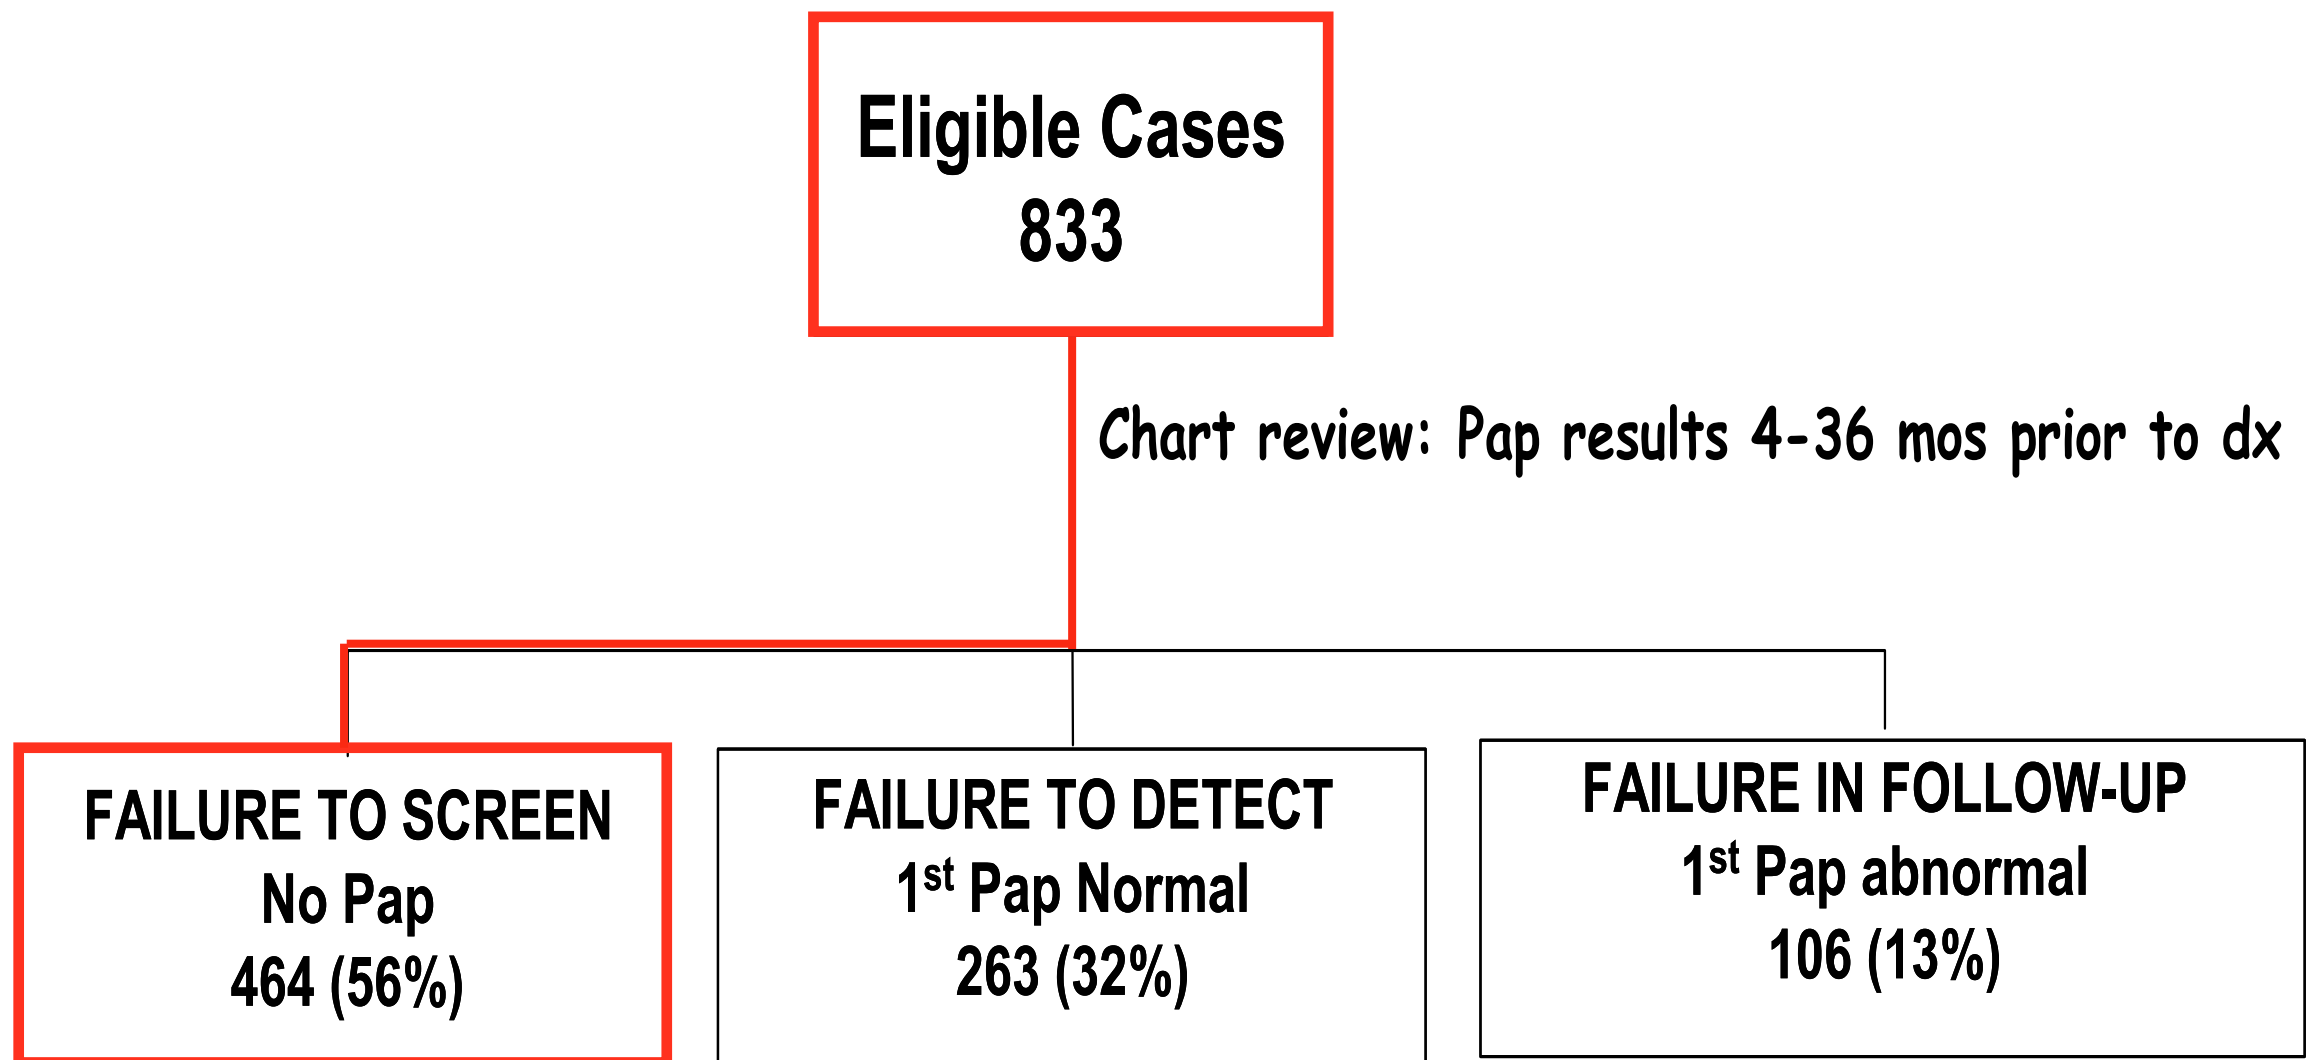 Eligible Cases
833
Chart review: Pap results 4-36 mos prior to dx
FAILURE TO SCREEN
No Pap
464 (56%)
FAILURE TO DETECT
1st Pap Normal
263 (32%)
FAILURE IN FOLLOW-UP
1st Pap abnormal
106 (13%)